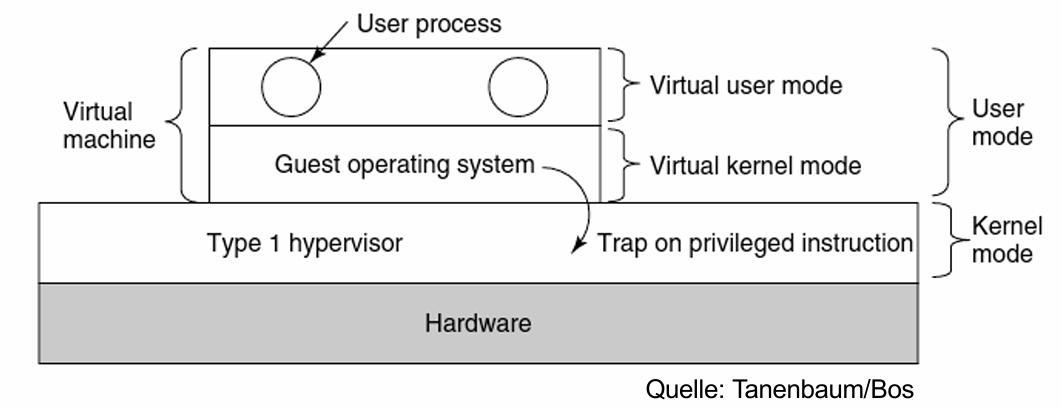 User process
Virtual
machine
Virtual user mode
User
mode
Guest operating system
Virtual kernel mode
Type 1 hypervisor
Trap on privileged instruction
Kernel
mode
Hardware
Quelle: Tanenbaum/Bos